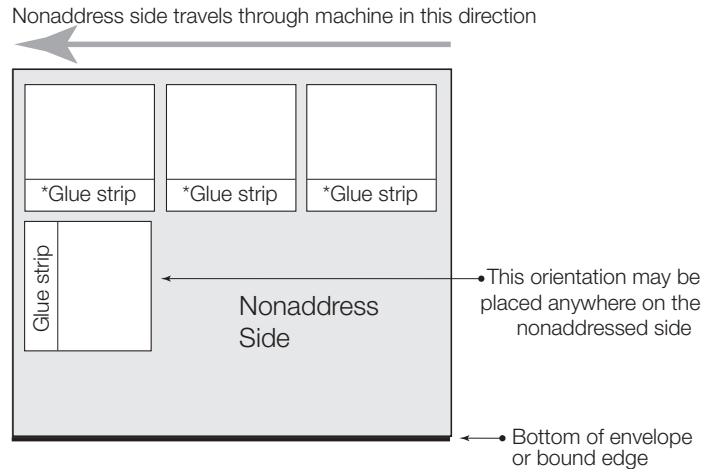 Nonaddress side travels through machine in this direction
*Glue strip
*Glue strip
*Glue strip
Glue strip
This orientation may be
placed anywhere on the
nonaddressed side
Nonaddress
Side
Bottom of envelope
or bound edge